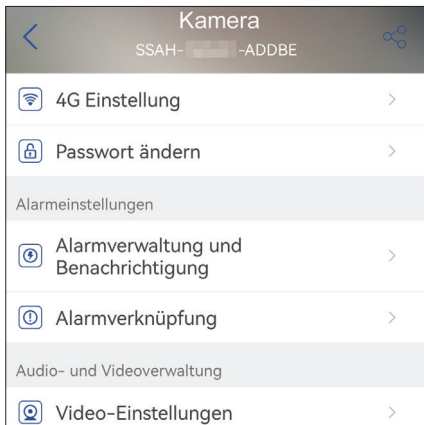 Kamera
SSAH- -ADDBE
4G Einstellung
Passwort ändern
Alarmeinstellungen
Alarmverwaltung und
Benachrichtigung
Alarmverknüpfung
Audio- und Videoverwaltung
Video-Einstellungen